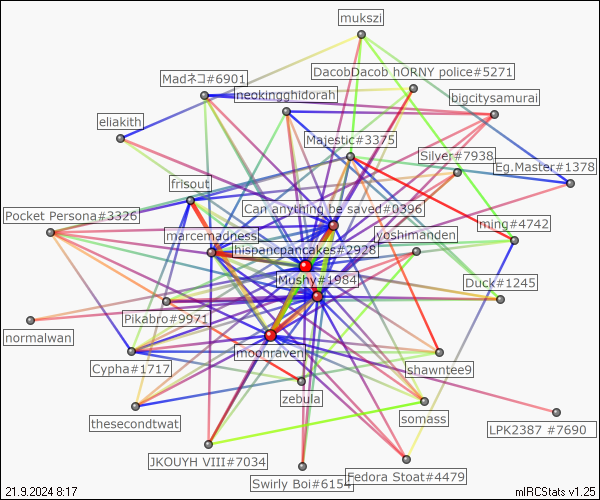 mukszi
DacobDacob hORNY police#5271
Madネコ#6901
neokingghidorah
bigcitysamurai
eliakith
Majestic#3375
Silver#7938
Eg.Master#1378
frisout
Can anything be saved#0396
Pocket Persona#3326
ming#4742
marcemadness
yoshimanden
hispancpancakes#2928
Mushy#1984
Duck#1245
Pikabro#9971
normalwan
moonraven
Cypha#1717
shawntee9
zebula
thesecondtwat
somass
LPK2387 #7690
JKOUYH VIII#7034
Fedora Stoat#4479
Swirly Boi#6154
21.9.2024 8:17
mIRCStats v1.25